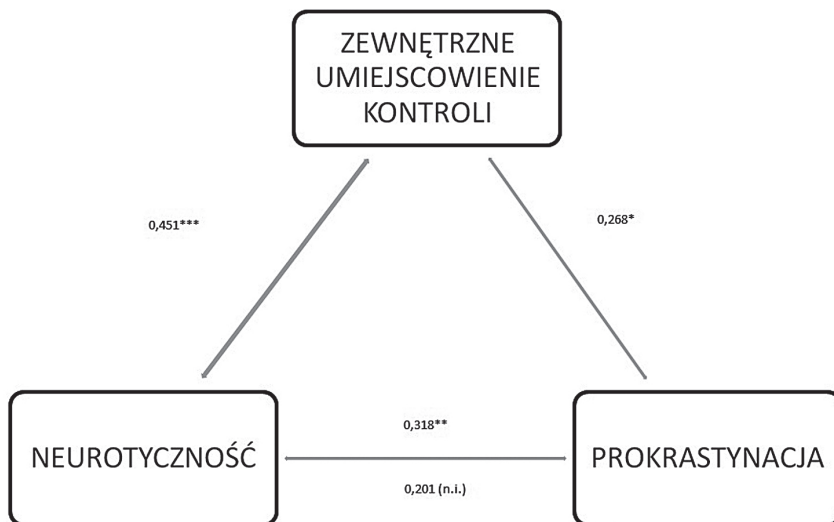 ZEWNĘTRZNE
UMIEJSCOWIENIE
KONTROLI
0,451***
0,268*
0,318**
NEUROTYCZNOŚĆ
PROKRASTYNACJA
0,201 (n.i.)